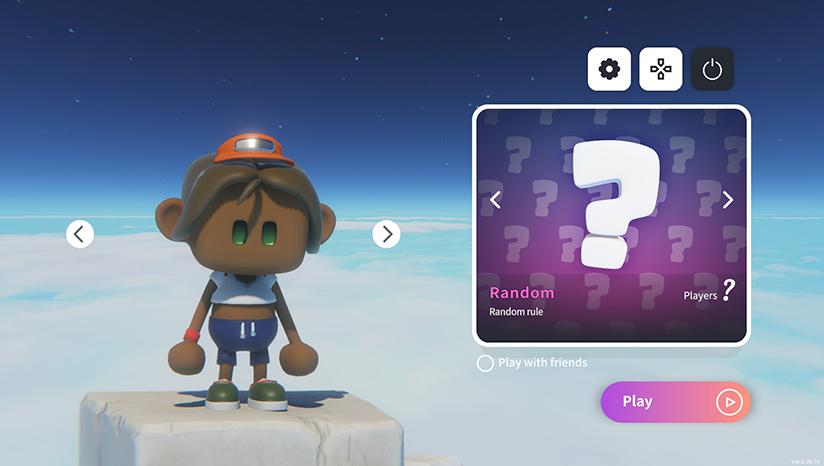 Random
Players ?
Random rule
Play with friends
Play